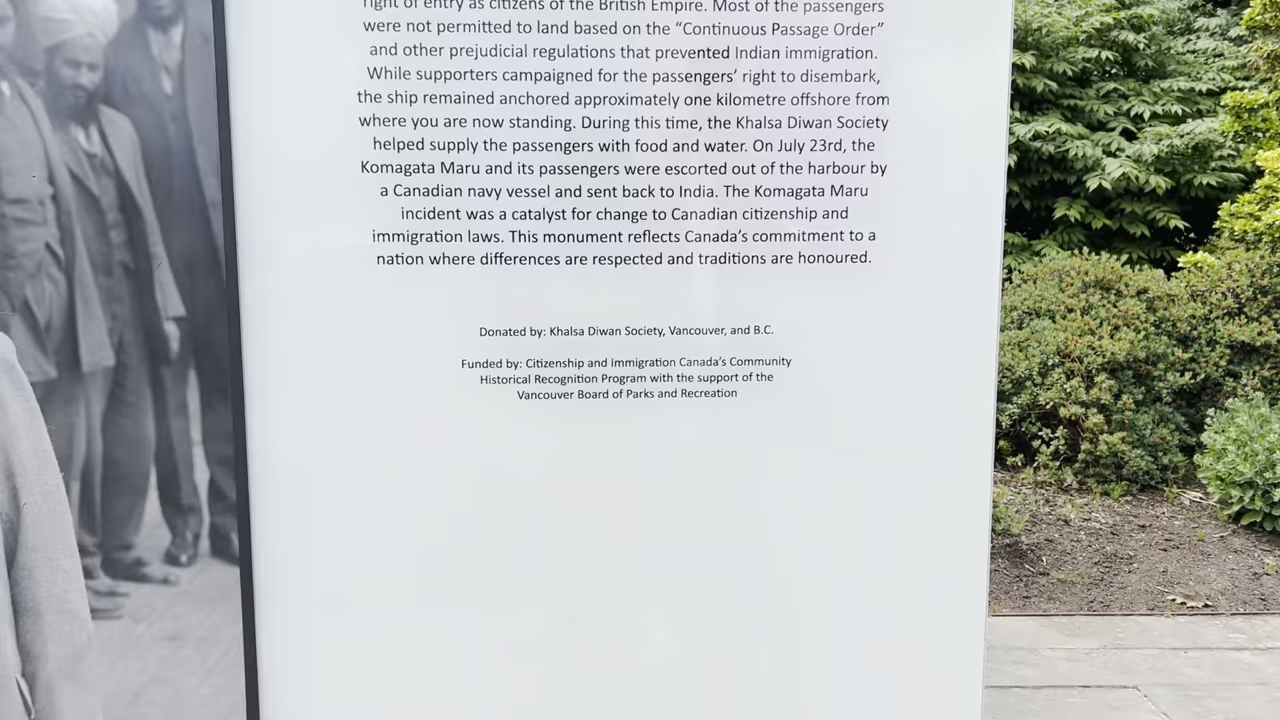 right of entry as citizens of the British Empire. Most of the passengers
were not permitted to land based on the “Continuous Passage Order”
and other prejudicial regulations that prevented Indian immigration.
While supporters campaigned for the passengers’ right to disembark,
the ship remained anchored approximately one kilometre offshore from
where you are now standing. During this time, the Khalsa Diwan Society
helped supply the passengers with food and water. On July 23rd, the
Komagata Maru and its passengers were escorted out of the harbour by
a Canadian navy vessel and sent back to India. The Komagata Maru
incident was a catalyst for change to Canadian citizenship and
immigration laws. This monument reflects Canada’s commitment to a
nation where differences are respected and traditions are honoured.
Donated by: Khalsa Diwan Society, Vancouver, and B.C.
Funded by: Citizenship and Immigration Canada’s Community
Historical Recognition Program with the support of the
Vancouver Board of Parks and Recreation